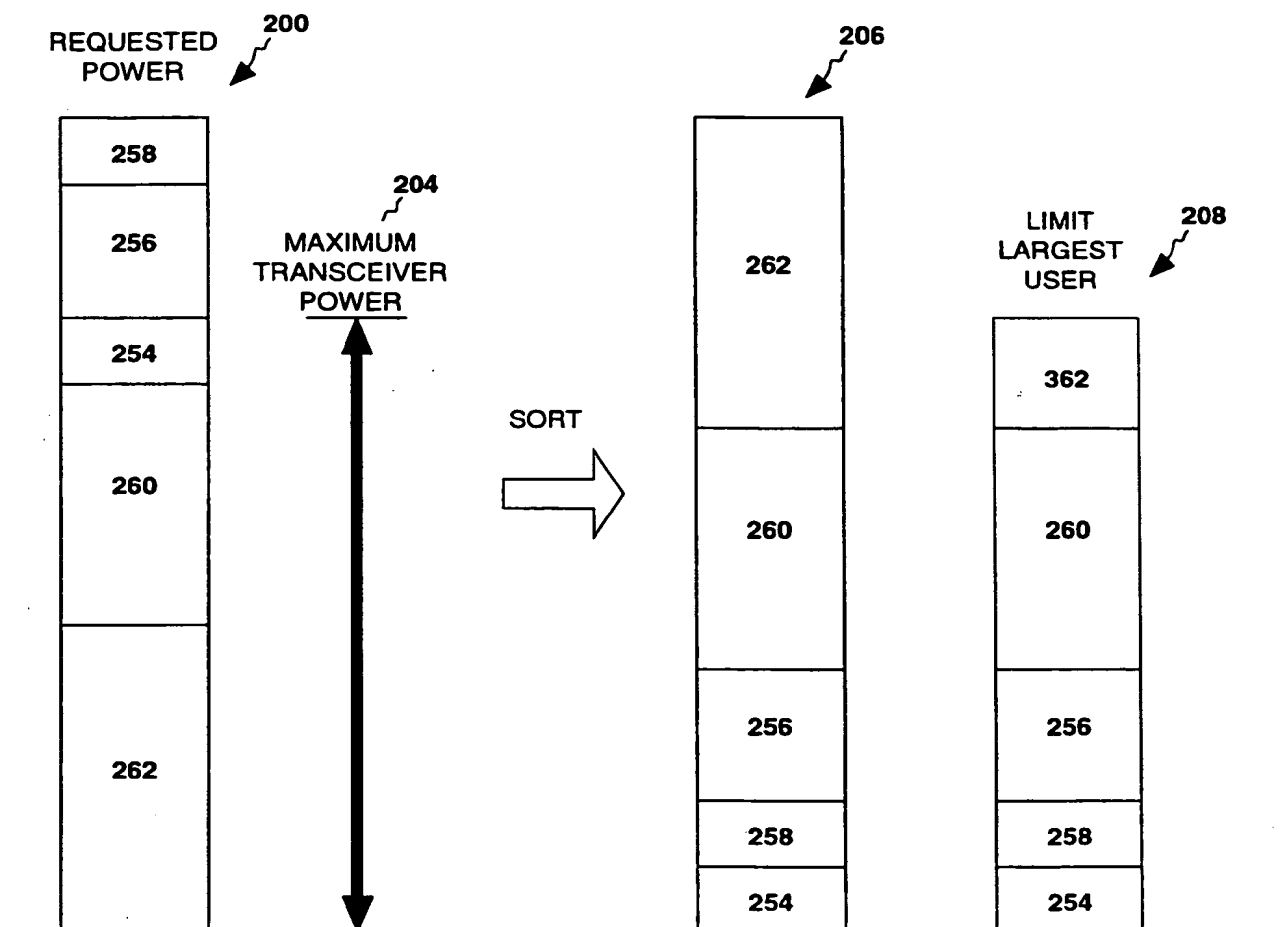 REQUESTED
POWER
200
258
256
254
260
262
204
MAXIMUM
TRANSCEIVER
POWER
SORT
206
262
260
256
258
254
LIMIT
LARGEST
USER
208
362
260
256
258
254